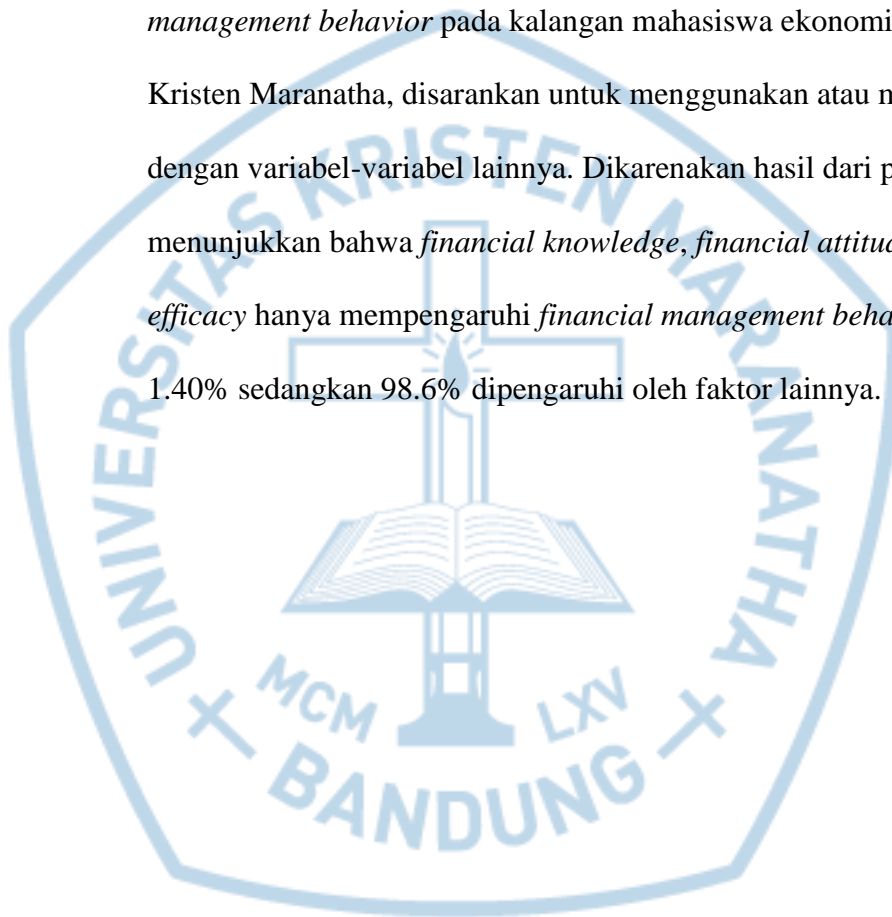 management behavior pada kalangan mahasiswa ekonomi
Kristen Maranatha, disarankan untuk menggunakan atau
dengan variabel-variabel lainnya. Dikarenakan hasil dari
menunjukkan bahwa financial knowledge, financial
efficacy hanya mempengaruhi financial management
1.40% sedangkan 98.6% dipengaruhi oleh faktor lainnya.
UNIVERSITAS KRISTEN MARANATHA
MCM LXV
BANDUNG